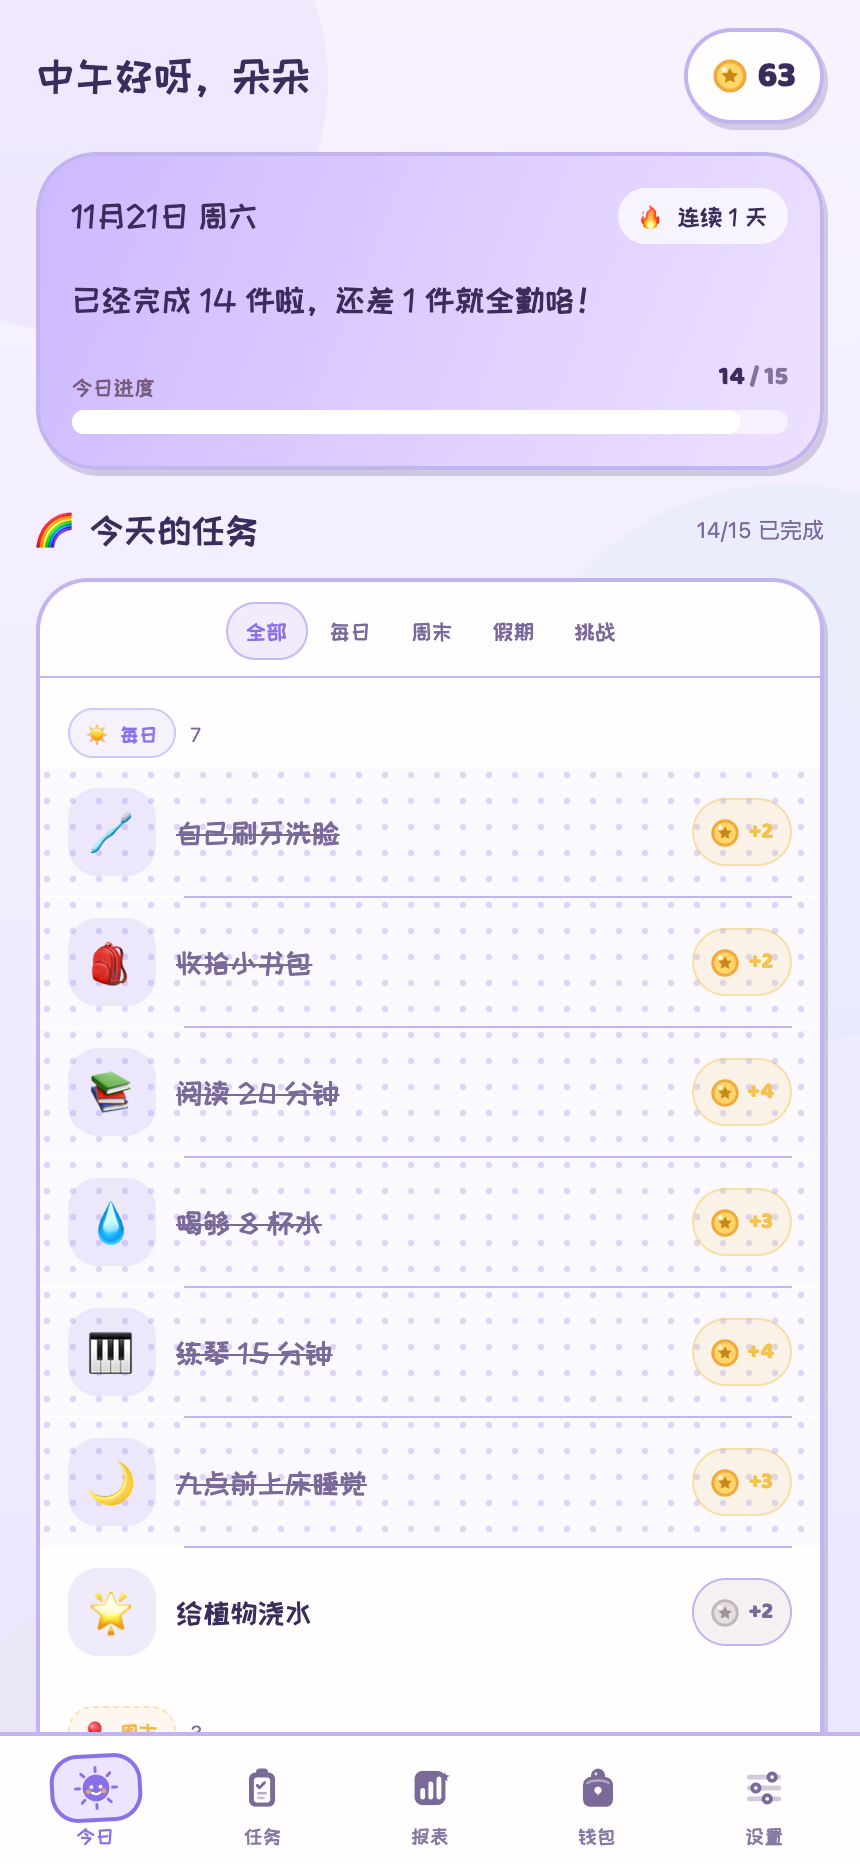 中午好呀，朵朵
63
11月21日 周六
连续 1 天
已经完成 14 件啦，还差 1 件就全勤咯！
今日进度
14 / 15
今天的任务
14/15 已完成
全部 每日 周末 假期 挑战
每日 7
自己刷牙洗脸 +2
收拾小书包 +2
阅读 20 分钟 +4
喝够 8 杯水 +3
练琴 15 分钟 +4
九点前上床睡觉 +3
给植物浇水 +2
周末 3
今日 任务 报表 钱包 设置